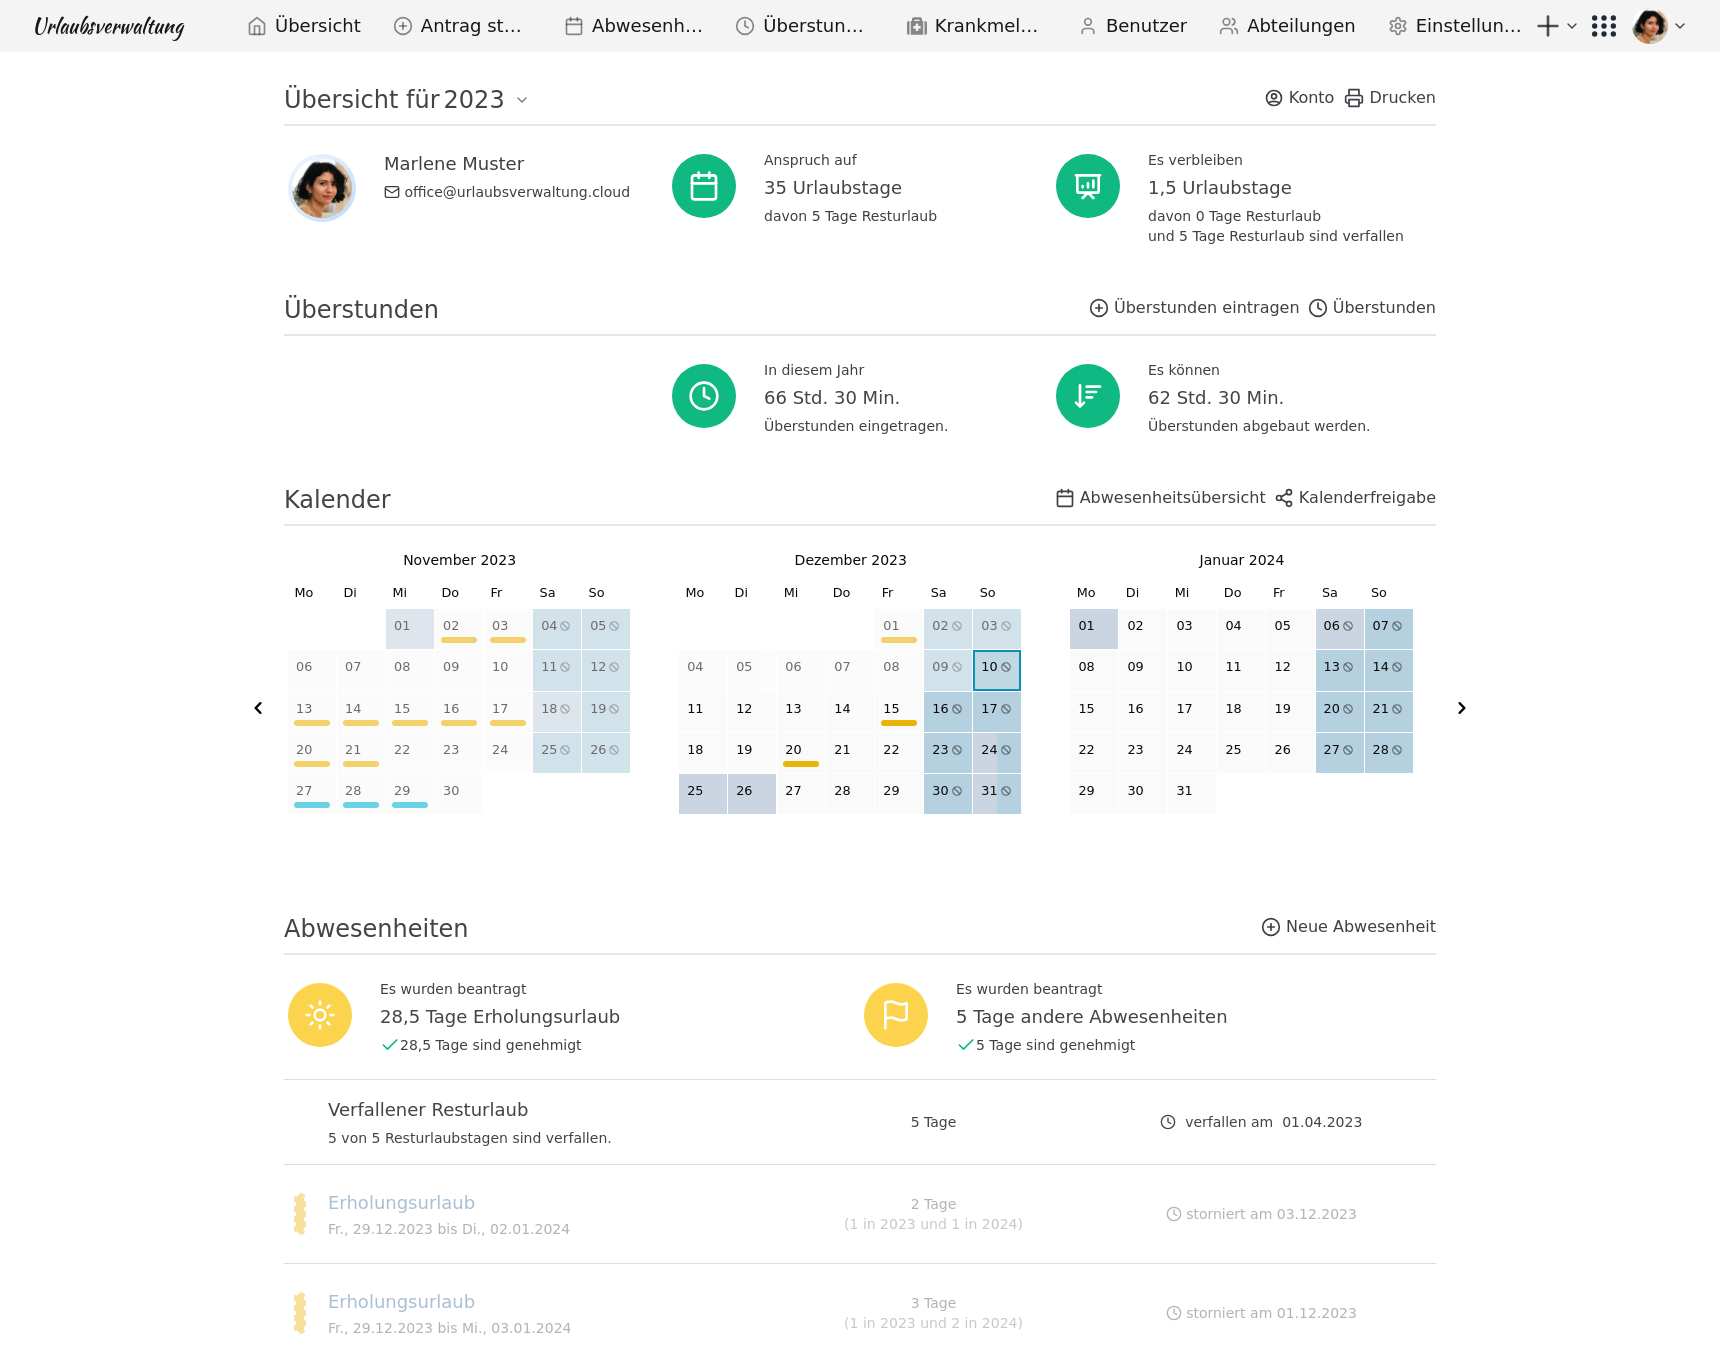 Urlaubsverwaltung
Übersicht
Antrag st…
Abwesenh…
Überstun…
Krankmel…
Benutzer
Abteilungen
Einstellun…
Übersicht für 2023
Konto
Drucken
Marlene Muster
office@urlaubsverwaltung.cloud
Anspruch auf
35 Urlaubstage
davon 5 Tage Resturlaub
Es verbleiben
1,5 Urlaubstage
davon 0 Tage Resturlaub
und 5 Tage Resturlaub sind verfallen
Überstunden
Überstunden eintragen
Überstunden
In diesem Jahr
66 Std. 30 Min.
Überstunden eingetragen.
Es können
62 Std. 30 Min.
Überstunden abgebaut werden.
Kalender
Abwesenheitsübersicht
Kalenderfreigabe
November 2023
Mo Di Mi Do Fr Sa So
01 02 03 04 05
06 07 08 09 10 11 12
13 14 15 16 17 18 19
20 21 22 23 24 25 26
27 28 29 30
Dezember 2023
Mo Di Mi Do Fr Sa So
01 02 03
04 05 06 07 08 09 10
11 12 13 14 15 16 17
18 19 20 21 22 23 24
25 26 27 28 29 30 31
Januar 2024
Mo Di Mi Do Fr Sa So
01 02 03 04 05 06 07
08 09 10 11 12 13 14
15 16 17 18 19 20 21
22 23 24 25 26 27 28
29 30 31
Abwesenheiten
Neue Abwesenheit
Es wurden beantragt
28,5 Tage Erholungsurlaub
28,5 Tage sind genehmigt
Es wurden beantragt
5 Tage andere Abwesenheiten
5 Tage sind genehmigt
Verfallener Resturlaub
5 von 5 Resturlaubstagen sind verfallen.
5 Tage
verfallen am 01.04.2023
Erholungsurlaub
Fr., 29.12.2023 bis Di., 02.01.2024
2 Tage
(1 in 2023 und 1 in 2024)
storniert am 03.12.2023
Erholungsurlaub
Fr., 29.12.2023 bis Mi., 03.01.2024
3 Tage
(1 in 2023 und 2 in 2024)
storniert am 01.12.2023